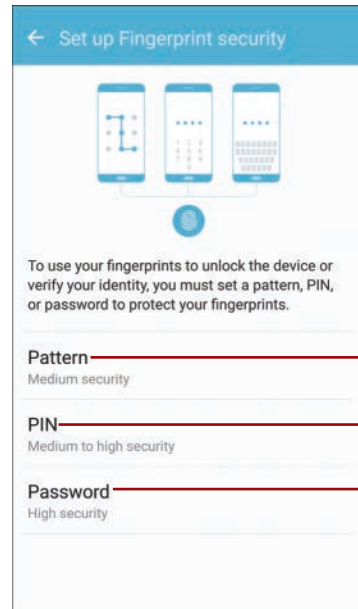 Set up Fingerprint security
To use your fingerprints to unlock the device or
verify your identity, you must set a pattern, PIN,
or password to protect your fingerprints.
Pattern
Medium security
PIN
Medium to high security
Password
High security